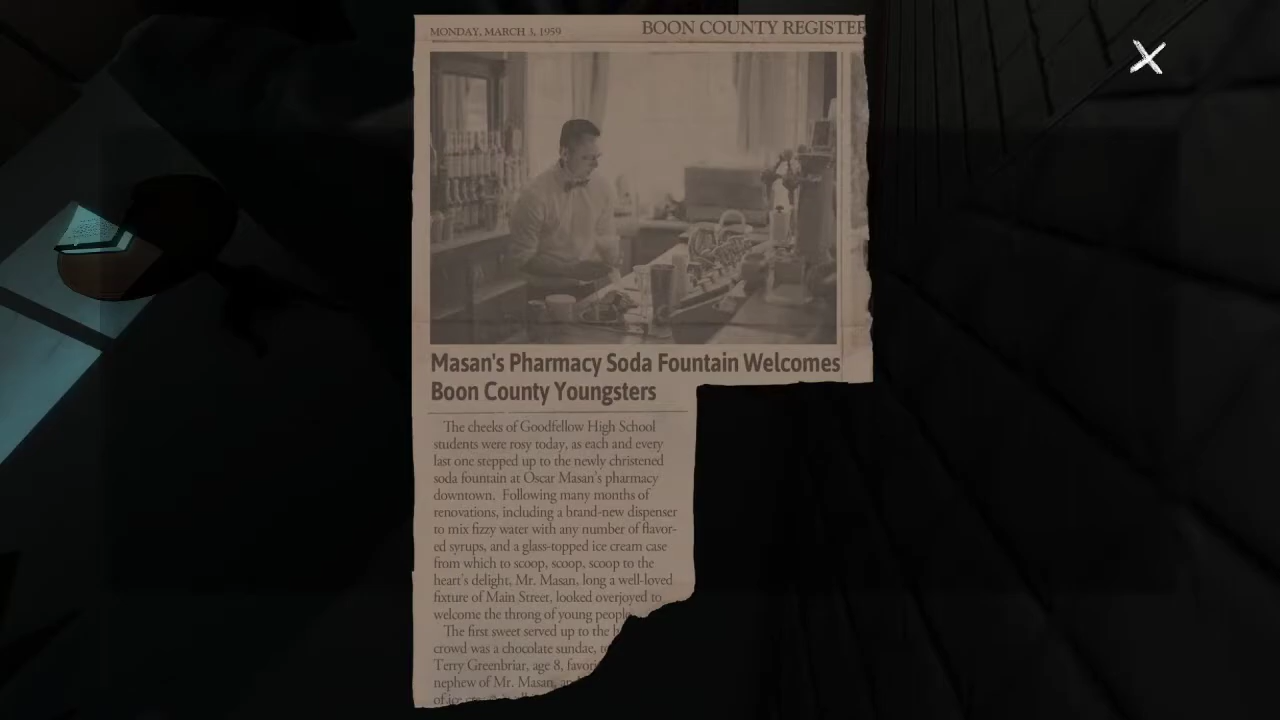 MONDAY, MARCH 3, 1959
BOON COUNTY REGISTER
Masan's Pharmacy Soda Fountain Welcomes
Boon County Youngsters
The cheeks of Goodfellow High School
students were rosy today, as each and every
last one stepped up to the newly christened
soda fountain at Oscar Masan's pharmacy
downtown. Following many months of
renovations, including a brand-new dispenser
to mix fizzy water with any number of flavor-
ed syrups, and a glass-topped ice cream case
from which to scoop, scoop, scoop to the
heart's delight, Mr. Masan, long a well-loved
fixture of Main Street, looked overjoyed to
welcome the throng of young people
The first sweet served up to the
crowd was a chocolate sundae,
Terry Greenbriar, age 8,
nephew of Mr. Masan,
of ice